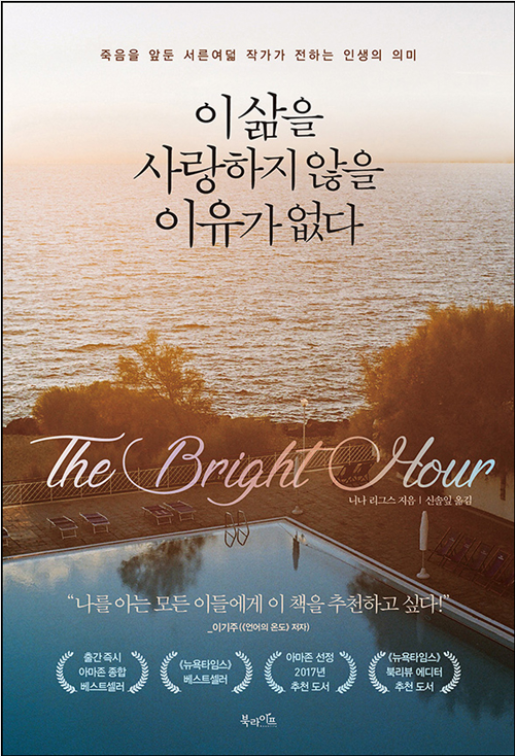 죽음을 앞둔 서른여덟 작가가 전하는 인생의 의미
이 삶을
사랑하지 않을
이유가 없다
The Bright Hour
니나 리그스 지음 | 신솔잎 옮김
“나를 아는 모든 이들에게 이 책을 추천하고 싶다!”
_이기주(《언어의 온도》 저자)
출간 즉시
아마존 종합
베스트셀러
《뉴욕타임스》
베스트셀러
아마존 선정
2017년
추천 도서
《뉴욕타임스》
북리뷰 에디터
추천 도서
북라이프